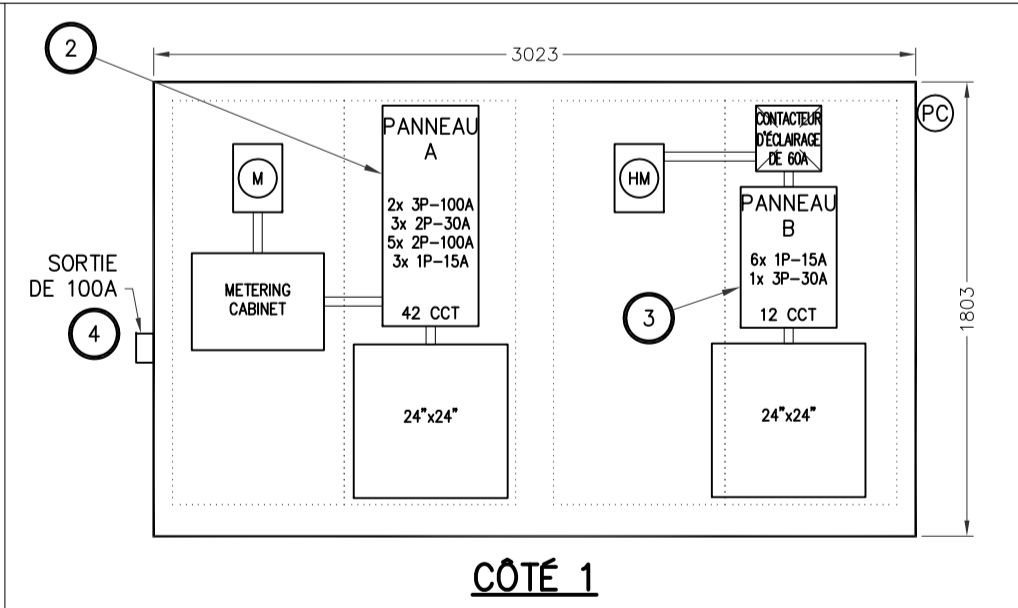 2
3023
PC
PANNEAU
A
2x 3P-100A
3x 2P-30A
5x 2P-100A
3x 1P-15A
42 CCT
M
METERING
CABINET
SORTIE
DE 100A
4
24"x24"
CONTACTEUR
D'ÉCLAIRAGE
DE 60A
HM
PANNEAU
B
6x 1P-15A
1x 3P-30A
12 CCT
3
24"x24"
1803
CÔTÉ 1